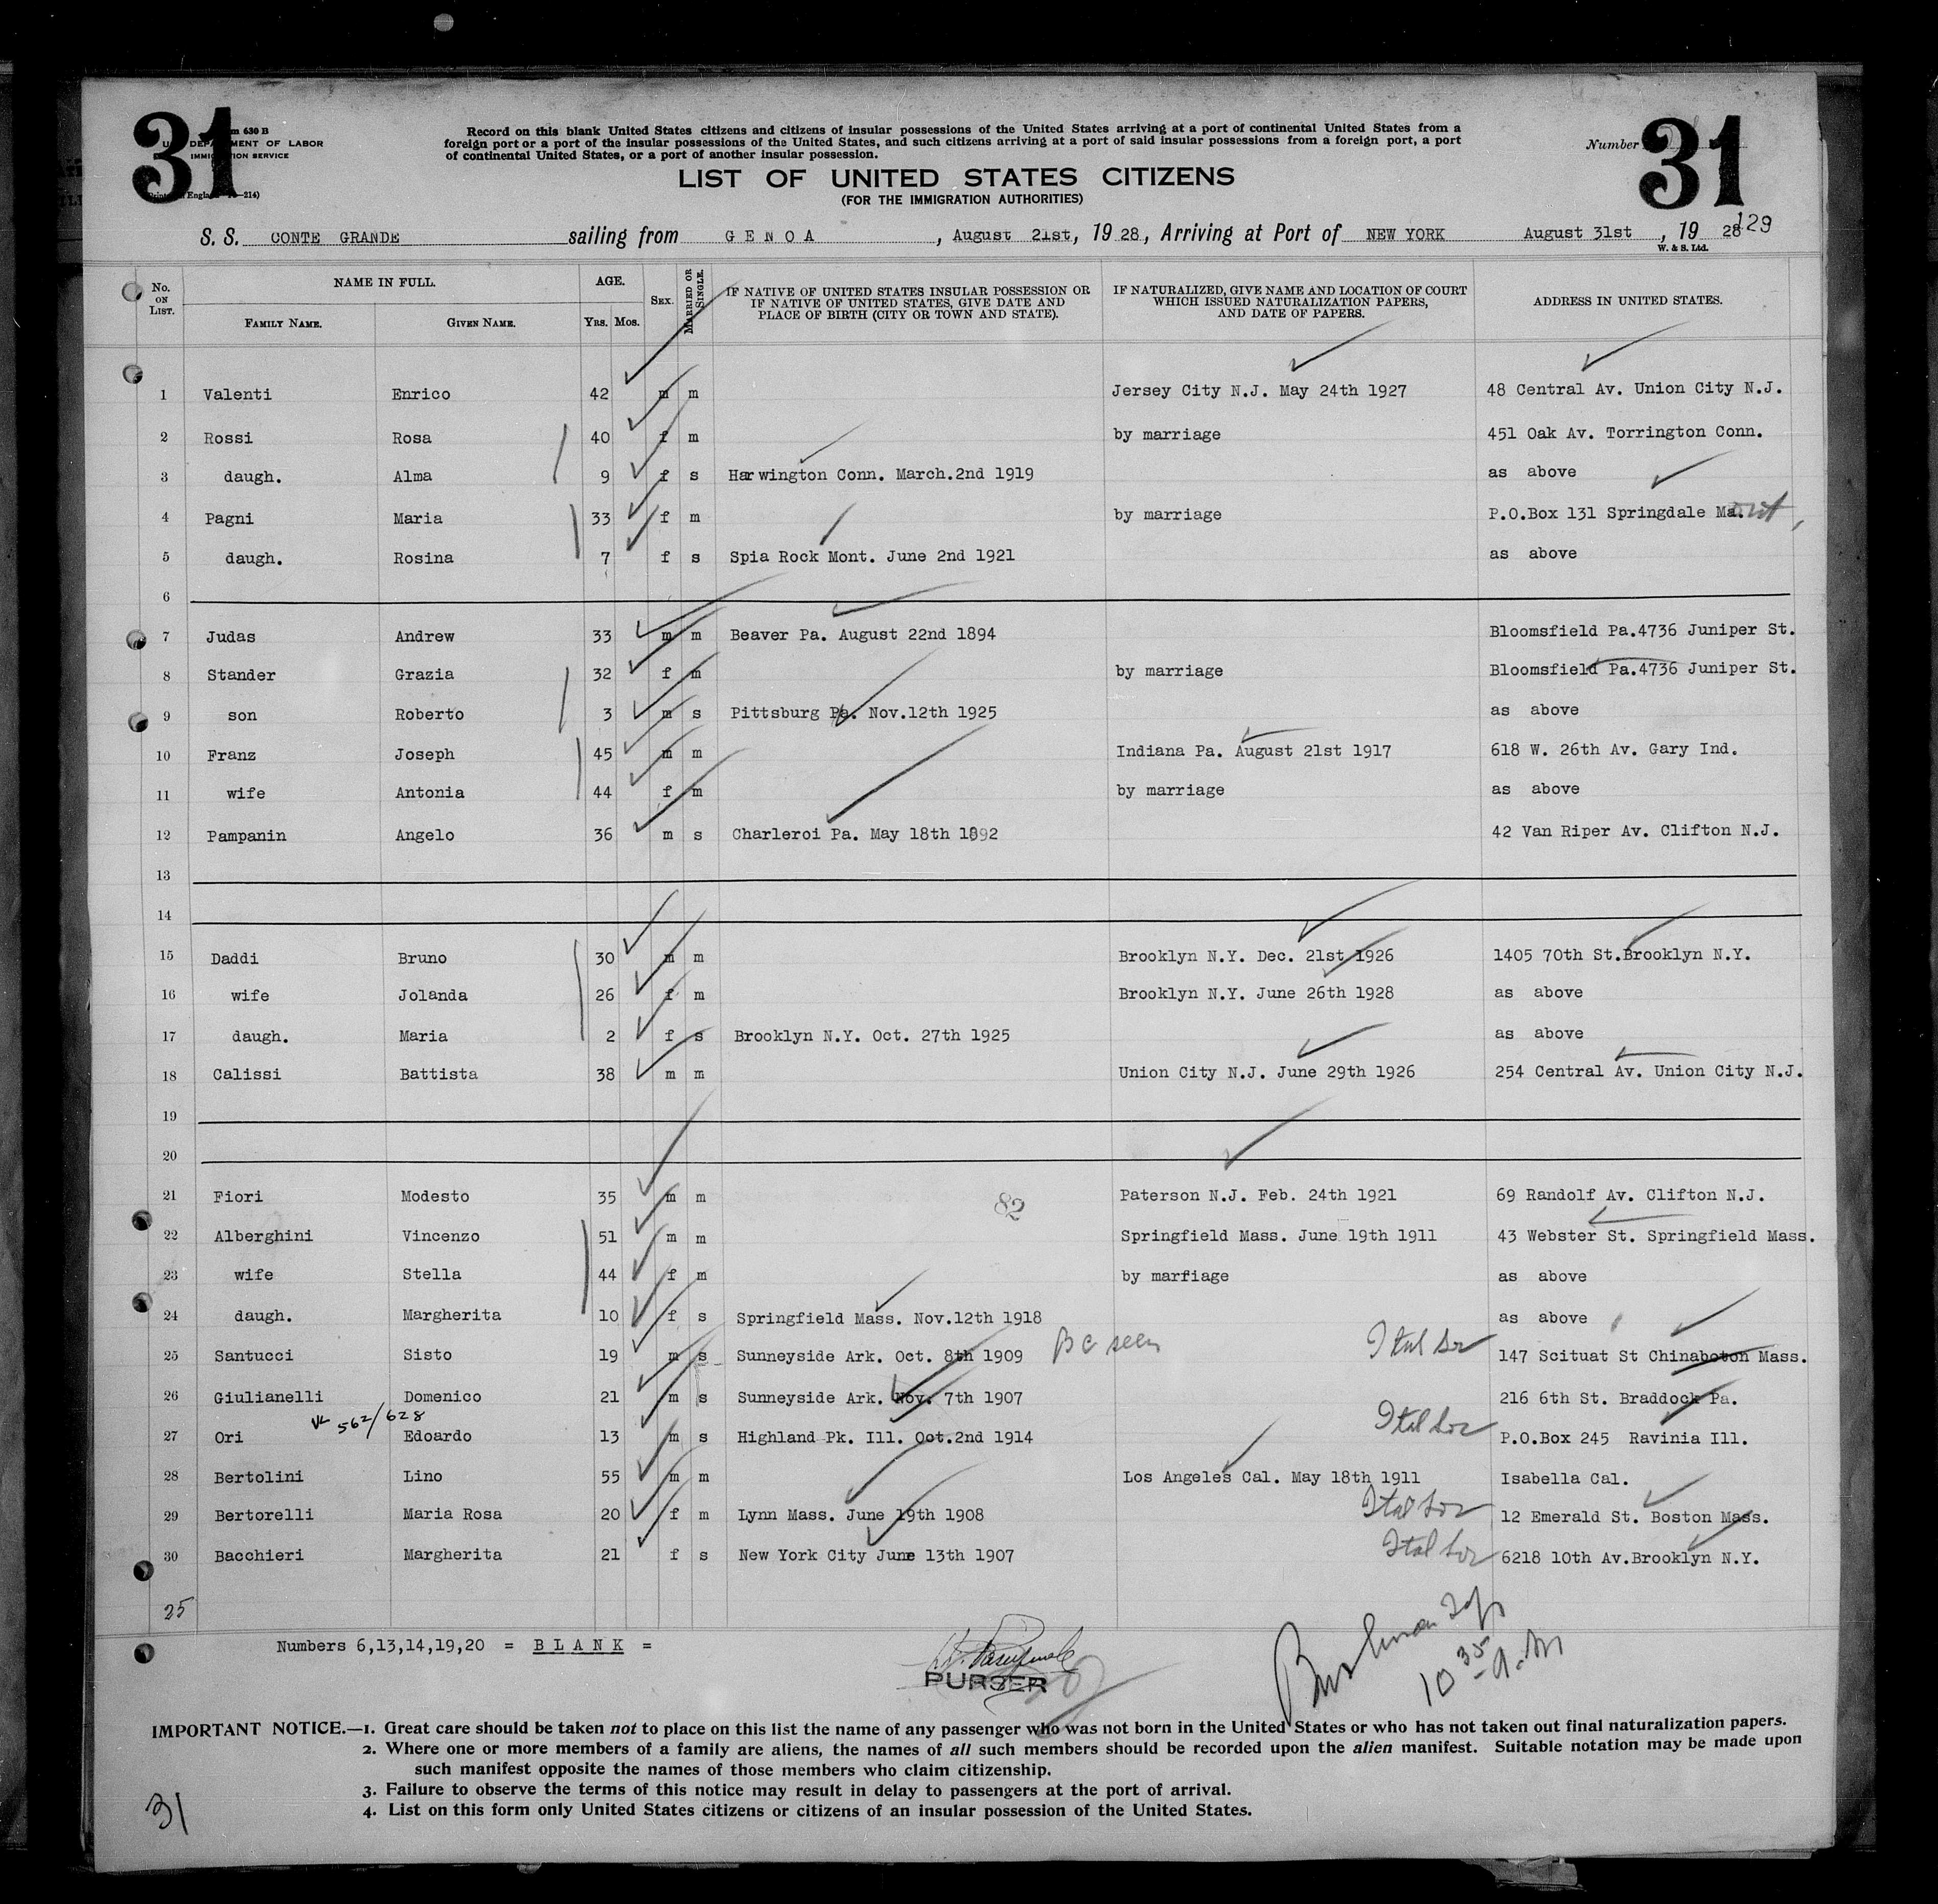 31
m 630 B
U DEPARTMENT OF LABOR
IMMIGRATION SERVICE
Record on this blank United States citizens and citizens of insular possessions of the United States arriving at a port of continental United States from a
foreign port or a port of the insular possessions of the United States, and such citizens arriving at a port of said insular possessions from a foreign port, a port
of continental United States, or a port of another insular possession.
Number 31
LIST OF UNITED STATES CITIZENS
(FOR THE IMMIGRATION AUTHORITIES)
S. S. CONTE GRANDE sailing from GENOA, August 21st, 19 28, Arriving at Port of NEW YORK August 31st, 19 28 129
W. & S. Ltd.
No. ON LIST. NAME IN FULL. FAMILY NAME. GIVEN NAME. AGE. YRS. MOS. SEX. MARRIED OR SINGLE. IF NATIVE OF UNITED STATES INSULAR POSSESSION OR IF NATIVE OF UNITED STATES, GIVE DATE AND PLACE OF BIRTH (CITY OR TOWN AND STATE). IF NATURALIZED, GIVE NAME AND LOCATION OF COURT WHICH ISSUED NATURALIZATION PAPERS, AND DATE OF PAPERS. ADDRESS IN UNITED STATES.
1 Valenti Enrico 42 m m Jersey City N.J. May 24th 1927 48 Central Av. Union City N.J.
2 Rossi Rosa 40 f m by marriage 451 Oak Av. Torrington Conn.
3 daugh. Alma 9 f s Harwington Conn. March.2nd 1919 as above
4 Pagni Maria 33 f m by marriage P.O.Box 131 Springdale Ma.
5 daugh. Rosina 7 f s Spia Rock Mont. June 2nd 1921 as above
6
7 Judas Andrew 33 m m Beaver Pa. August 22nd 1894 Bloomsfield Pa.4736 Juniper St.
8 Stander Grazia 32 f m by marriage Bloomsfield Pa.4736 Juniper St.
9 son Roberto 3 m s Pittsburg Pa. Nov.12th 1925 as above
10 Franz Joseph 45 m m Indiana Pa. August 21st 1917 618 W. 26th Av. Gary Ind.
11 wife Antonia 44 f m by marriage as above
12 Pampanin Angelo 36 m s Charleroi Pa. May 18th 1892 42 Van Riper Av. Clifton N.J.
13
14
15 Daddi Bruno 30 m m Brooklyn N.Y. Dec. 21st 1926 1405 70th St.Brooklyn N.Y.
16 wife Jolanda 26 f m Brooklyn N.Y. June 26th 1928 as above
17 daugh. Maria 2 f s Brooklyn N.Y. Oct. 27th 1925 as above
18 Calissi Battista 38 m m Union City N.J. June 29th 1926 254 Central Av. Union City N.J.
19
20
21 Fiori Modesto 35 m m 82 Paterson N.J. Feb. 24th 1921 69 Randolf Av. Clifton N.J.
22 Alberghini Vincenzo 51 m m Springfield Mass. June 19th 1911 43 Webster St. Springfield Mass.
23 wife Stella 44 f m by marfiage as above
24 daugh. Margherita 10 f s Springfield Mass. Nov.12th 1918 as above
25 Santucci Sisto 19 m s Sunneyside Ark. Oct. 8th 1909 BC seen 147 Scituat St Chinaboton Mass.
26 Giulianelli Domenico 21 m s Sunneyside Ark. Nov. 7th 1907 216 6th St. Braddock Pa.
562/628
27 Ori Edoardo 13 m s Highland Pk. Ill. Oct.2nd 1914 P.O.Box 245 Ravinia Ill.
28 Bertolini Lino 55 m m Los Angeles Cal. May 18th 1911 Isabella Cal.
29 Bertorelli Maria Rosa 20 f m Lynn Mass. June 19th 1908 12 Emerald St. Boston Mass.
30 Bacchieri Margherita 21 f s New York City June 13th 1907 6218 10th Av.Brooklyn N.Y.
25
Numbers 6,13,14,19,20 = BLANK =
PURSER
10 35 a.m
IMPORTANT NOTICE.—1. Great care should be taken not to place on this list the name of any passenger who was not born in the United States or who has not taken out final naturalization papers.
2. Where one or more members of a family are aliens, the names of all such members should be recorded upon the alien manifest. Suitable notation may be made upon
such manifest opposite the names of those members who claim citizenship.
3. Failure to observe the terms of this notice may result in delay to passengers at the port of arrival.
4. List on this form only United States citizens or citizens of an insular possession of the United States.
31